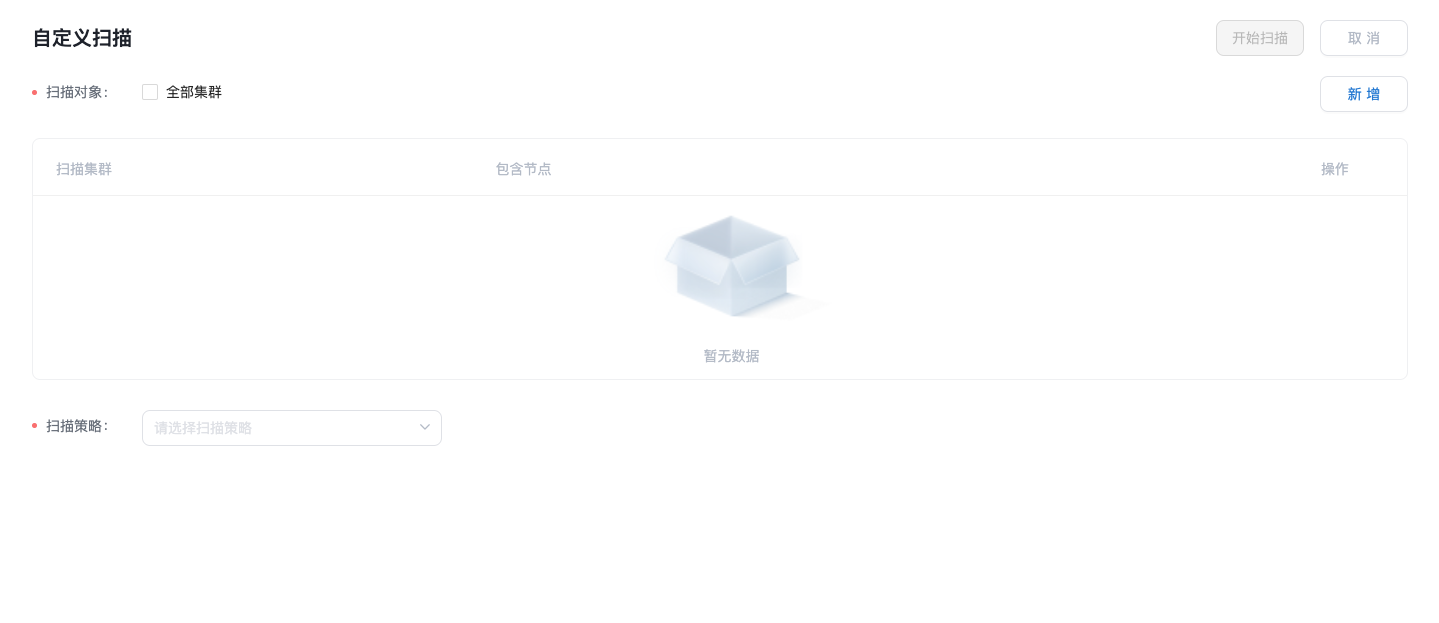 自定义扫描
开始扫描
取 消
扫描对象:
全部集群
新 增
扫描集群
包含节点
操作
暂无数据
扫描策略:
请选择扫描策略